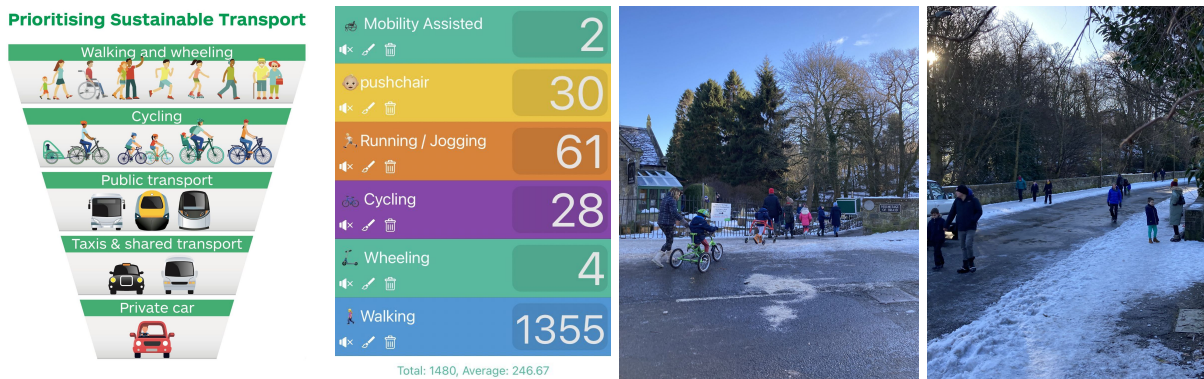 Prioritising Sustainable Transport
Walking and wheeling
Cycling
Public transport
Taxis & shared transport
Private car
Mobility Assisted
2
pushchair
30
Running / Jogging
61
Cycling
28
Wheeling
4
Walking
1355
Total: 1480, Average: 246.67